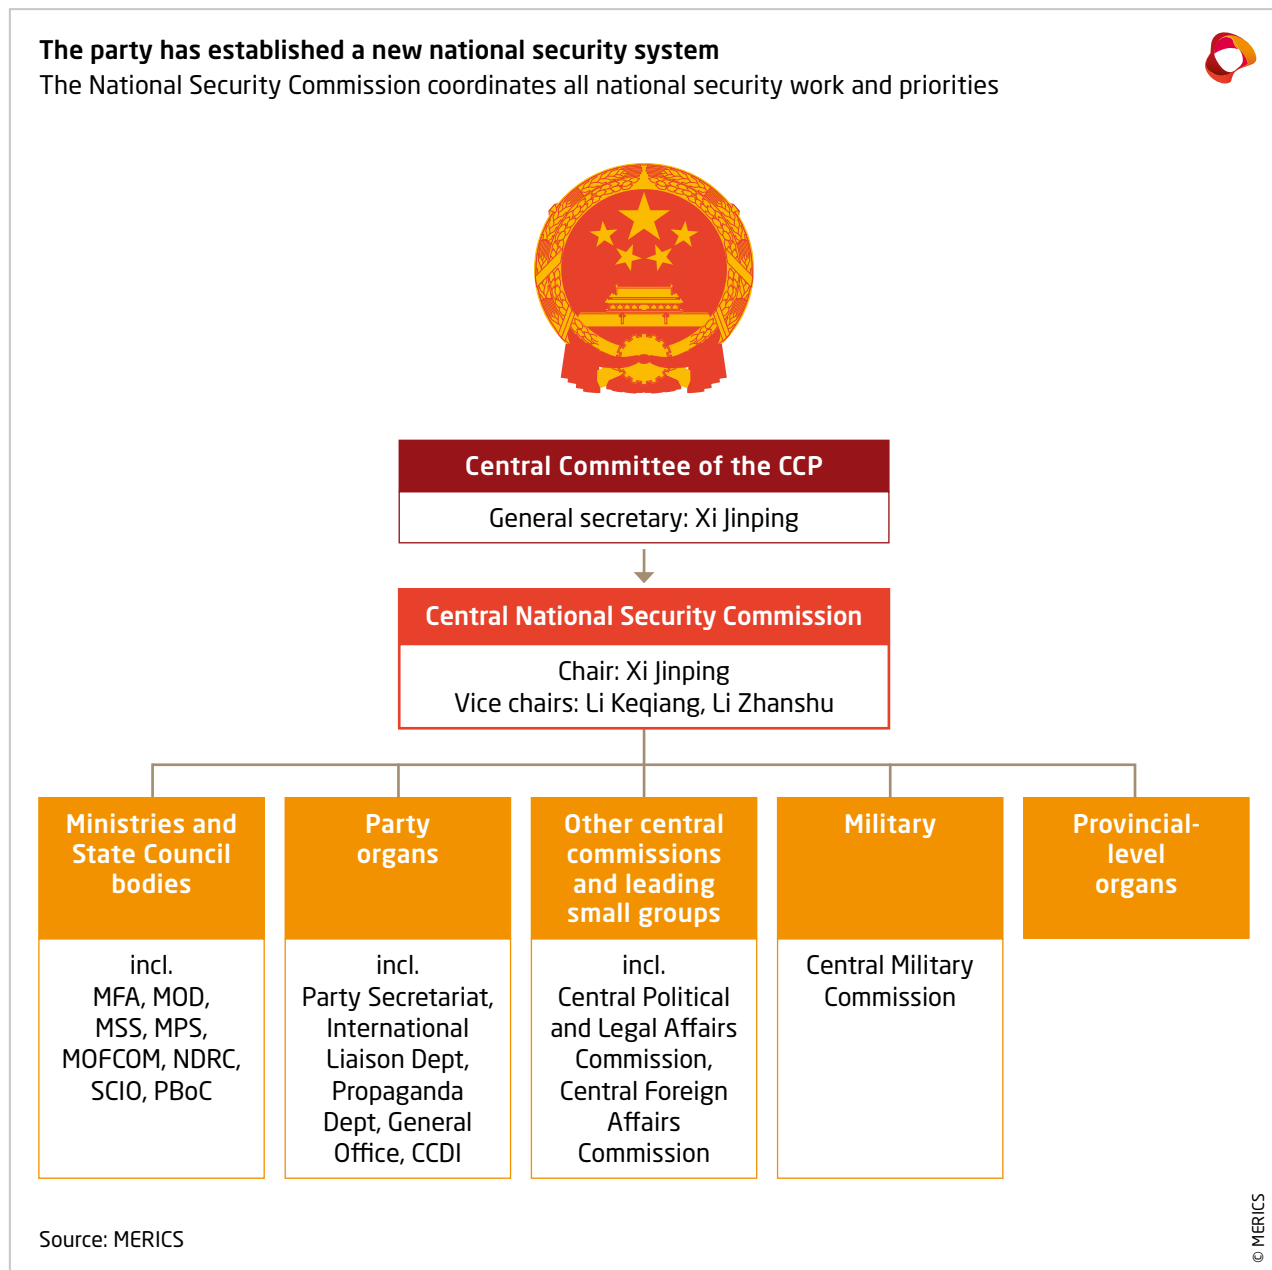 The party has established a new national security system
The National Security Commission coordinates all national security work and priorities
Central Committee of the CCP
General secretary: Xi Jinping
Central National Security Commission
Chair: Xi Jinping
Vice chairs: Li Keqiang, Li Zhanshu
Ministries and
State Council
bodies
incl.
MFA, MOD,
MSS, MPS,
MOFCOM, NDRC,
SCIO, PBoC
Party
organs
incl.
Party Secretariat,
International
Liaison Dept,
Propaganda
Dept, General
Office, CCDI
Other central
commissions
and leading
small groups
incl.
Central Political
and Legal Affairs
Commission,
Central Foreign
Affairs
Commission
Military
Central Military
Commission
Provincial-
level
organs
Source: MERICS
© MERICS